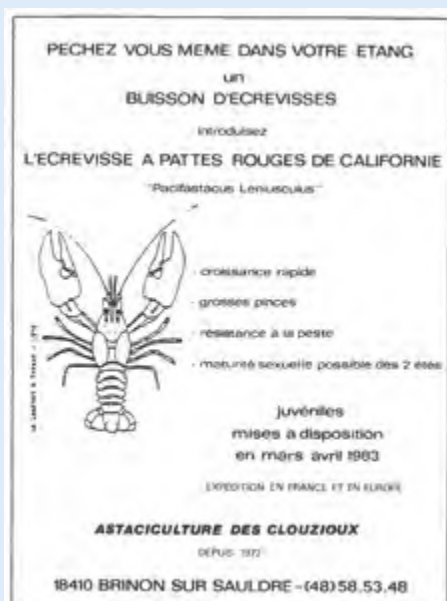 PECHEZ VOUS MEME DANS VOTRE ETANG
un
BUISSON D'ECREVISSES
introduisez
L'ECREVISSE A PATTES ROUGES DE CALIFORNIE
"Pacifastacus Leniusculus"
- croissance rapide
- grosses pinces
- résistance à la peste
- maturité sexuelle possible des 2 étés
juvéniles
mises a disposition
en mars avril 1983
EXPEDITION EN FRANCE ET EN EUROPE
ASTACICULTURE DES CLOUZIOUX
DEPUIS 1972
18410 BRINON SUR SAULDRE - (48) 58.53.48